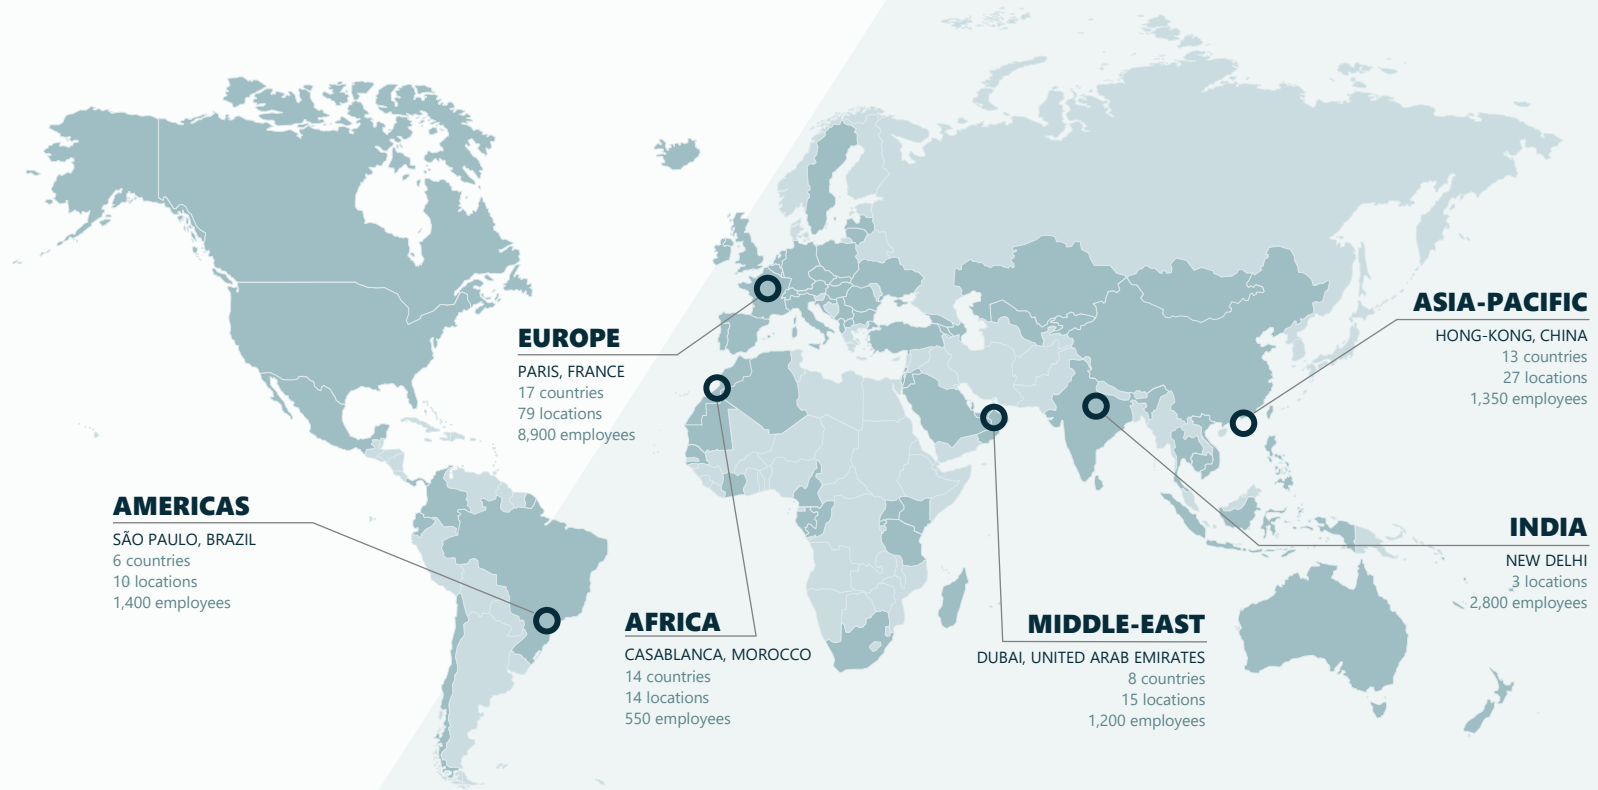 EUROPE
PARIS, FRANCE
17 countries
79 locations
8,900 employees
ASIA-PACIFIC
HONG-KONG, CHINA
13 countries
27 locations
1,350 employees
AMERICAS
SÃO PAULO, BRAZIL
6 countries
10 locations
1,400 employees
INDIA
NEW DELHI
3 locations
2,800 employees
AFRICA
CASABLANCA, MOROCCO
14 countries
14 locations
550 employees
MIDDLE-EAST
DUBAI, UNITED ARAB EMIRATES
8 countries
15 locations
1,200 employees